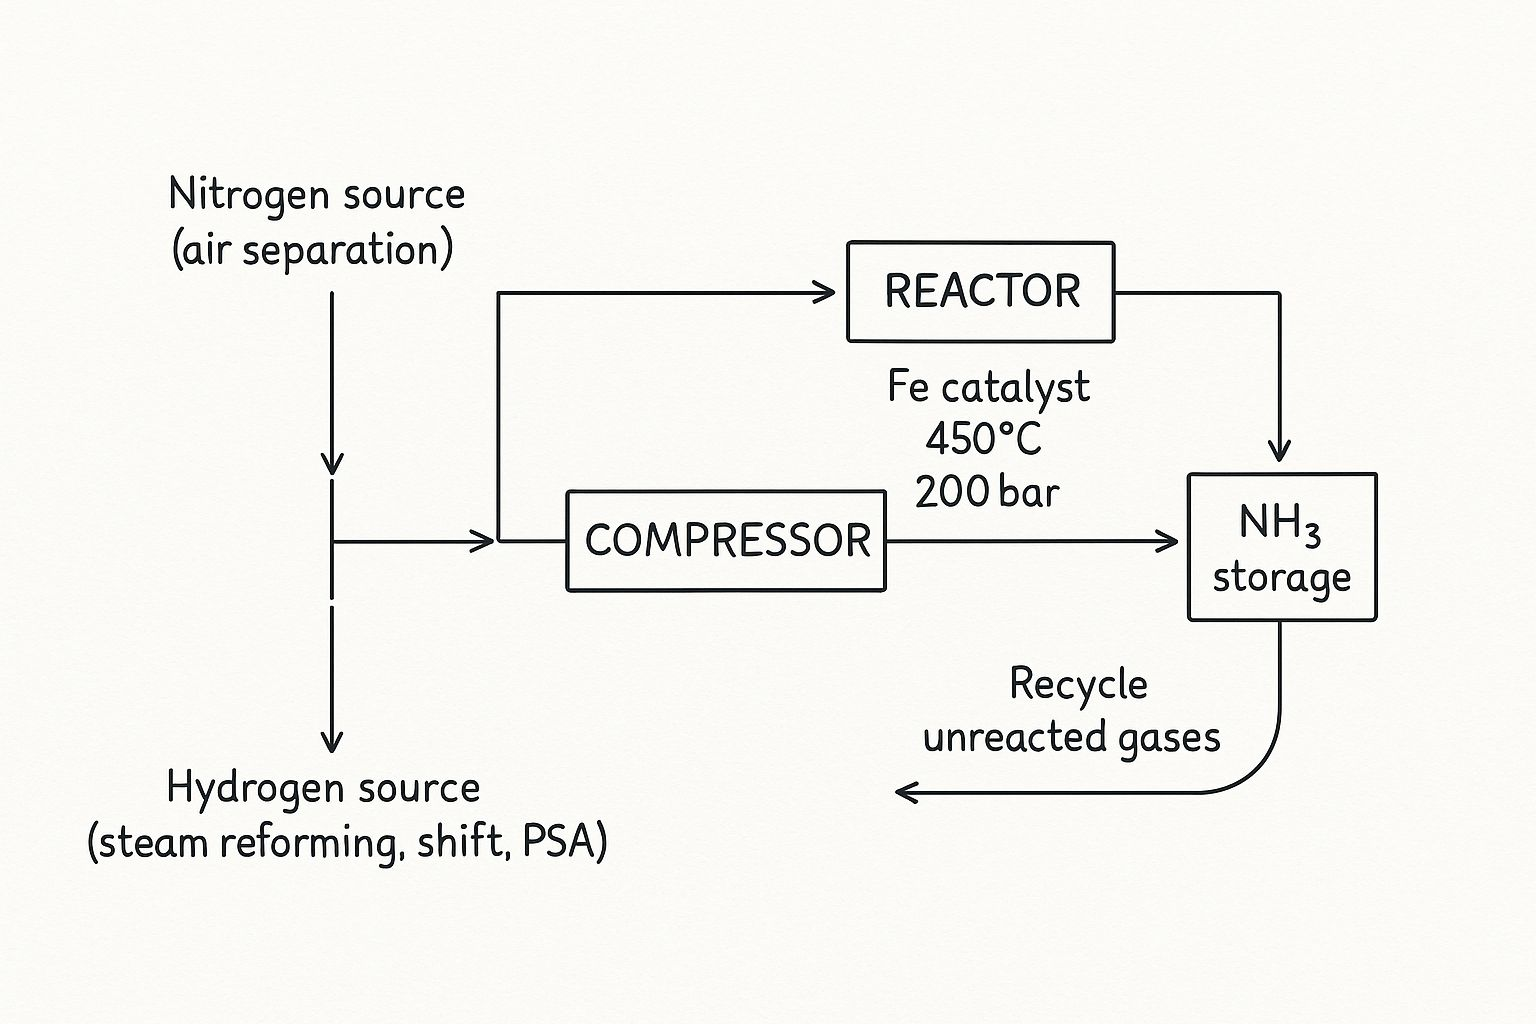 Nitrogen source
(air separation)
REACTOR
Fe catalyst
450°C
200 bar
COMPRESSOR
NH₃
storage
Recycle
unreacted gases
Hydrogen source
(steam reforming, shift, PSA)